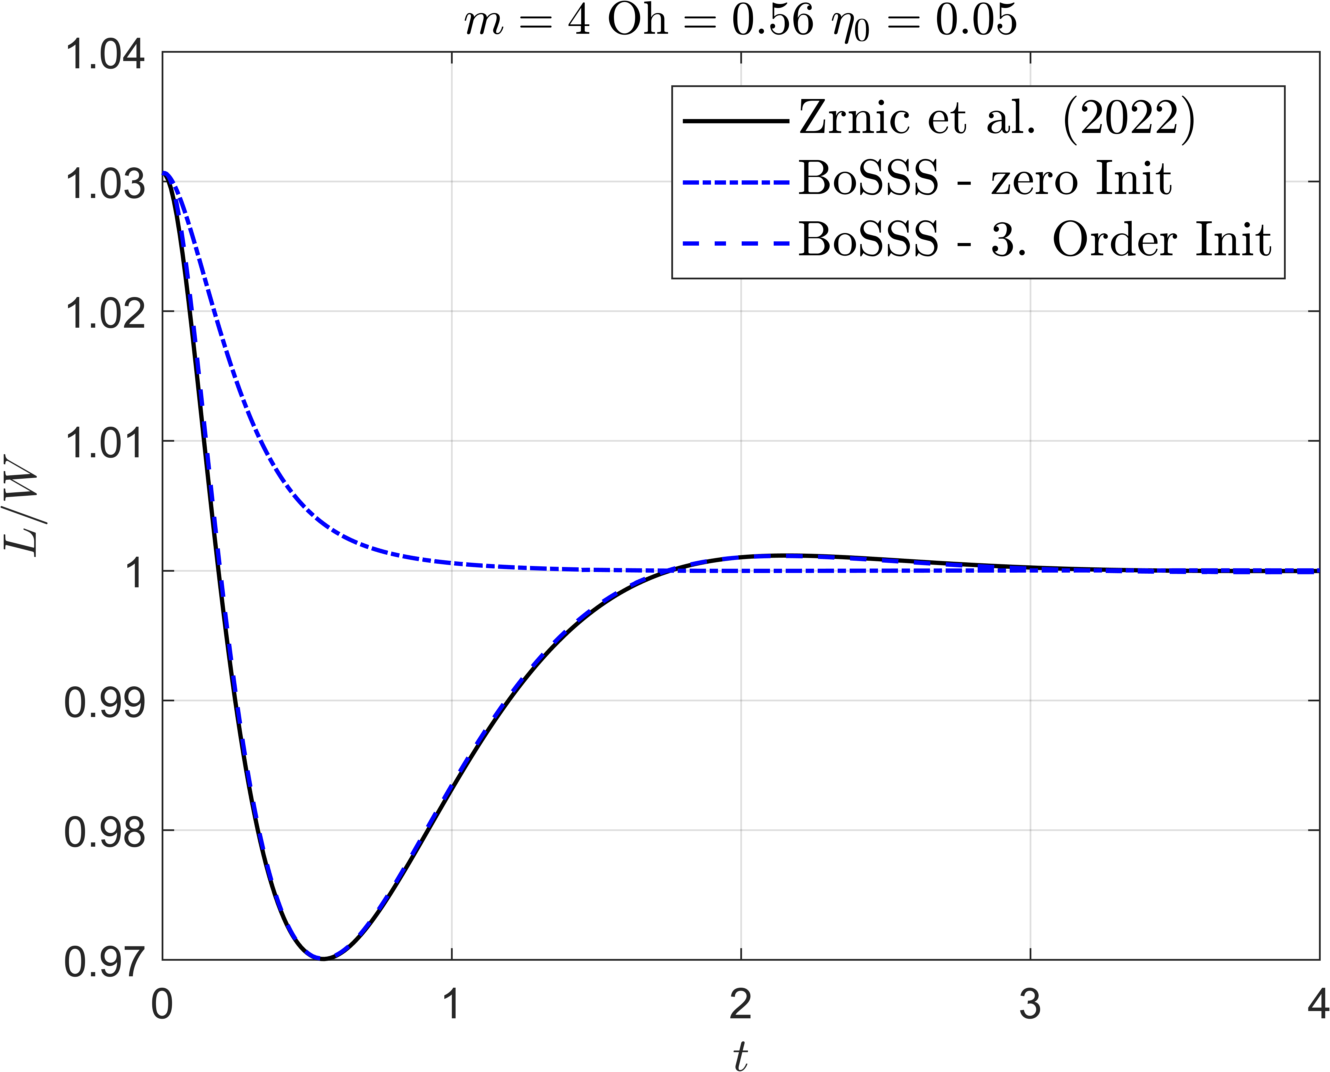 m = 4 Oh = 0.56 η₀ = 0.05
1.04
1.03
1.02
1.01
1
0.99
0.98
0.97
L/W
Zrnic et al. (2022)
BoSSS - zero Init
BoSSS - 3. Order Init
0 1 2 3 4
t